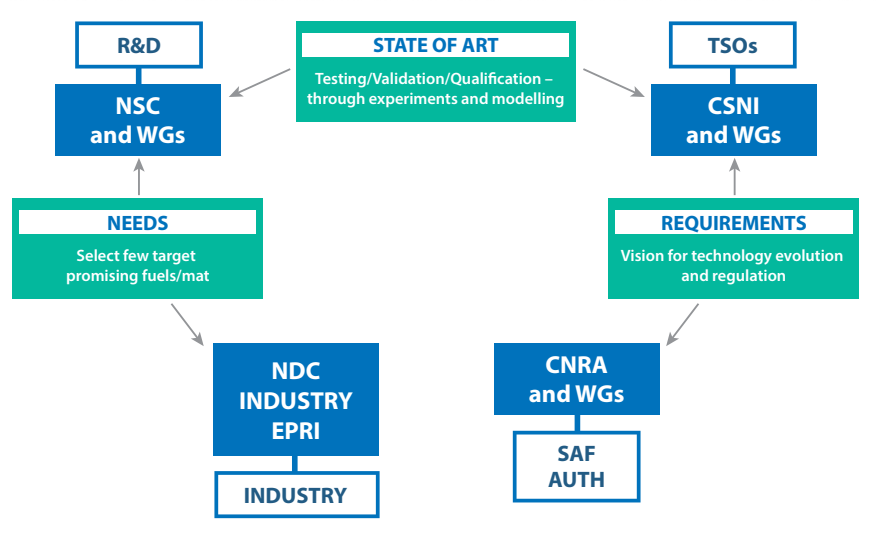 R&D
STATE OF ART
TSOs
Testing/Validation/Qualification –
through experiments and modelling
NSC
and WGs
CSNI
and WGs
NEEDS
Select few target
promising fuels/mat
REQUIREMENTS
Vision for technology evolution
and regulation
NDC
INDUSTRY
EPRI
INDUSTRY
CNRA
and WGs
SAF
AUTH